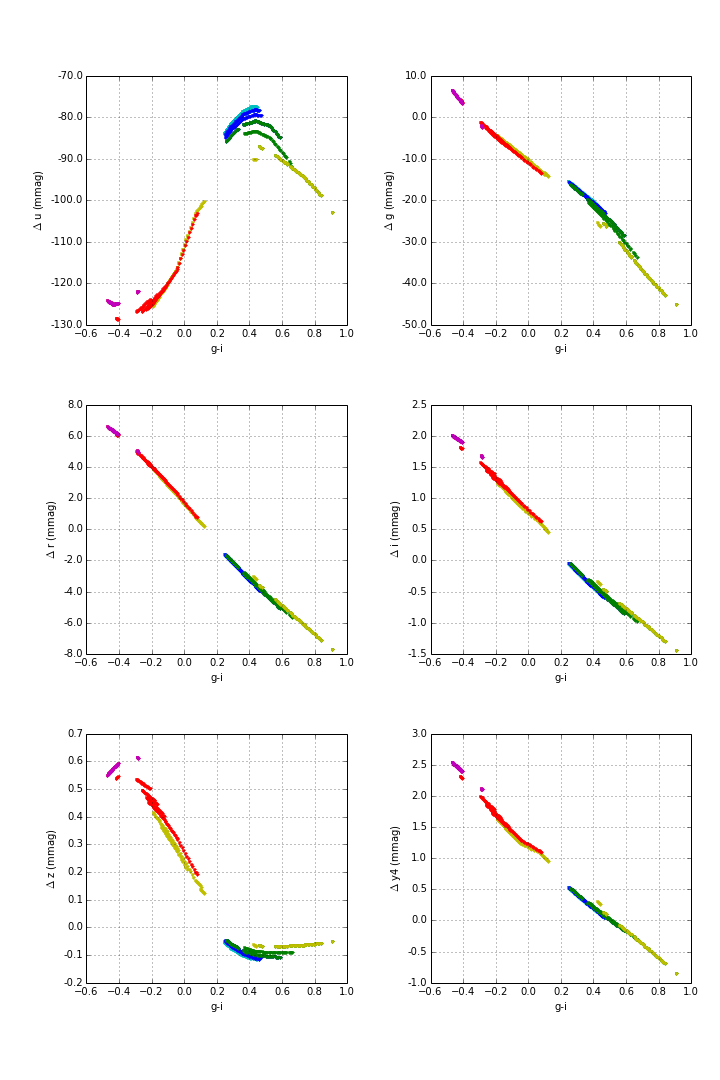 -70.0
-80.0
-90.0
-100.0
-110.0
-120.0
-130.0
Δ u (mmag)
−0.6 −0.4 −0.2 0.0 0.2 0.4 0.6 0.8 1.0
g-i
10.0
0.0
-10.0
-20.0
-30.0
-40.0
-50.0
Δ g (mmag)
−0.6 −0.4 −0.2 0.0 0.2 0.4 0.6 0.8 1.0
g-i
8.0
6.0
4.0
2.0
0.0
-2.0
-4.0
-6.0
-8.0
Δ r (mmag)
−0.6 −0.4 −0.2 0.0 0.2 0.4 0.6 0.8 1.0
g-i
2.5
2.0
1.5
1.0
0.5
0.0
-0.5
-1.0
-1.5
Δ i (mmag)
−0.6 −0.4 −0.2 0.0 0.2 0.4 0.6 0.8 1.0
g-i
0.7
0.6
0.5
0.4
0.3
0.2
0.1
0.0
-0.1
-0.2
Δ z (mmag)
−0.6 −0.4 −0.2 0.0 0.2 0.4 0.6 0.8 1.0
g-i
3.0
2.5
2.0
1.5
1.0
0.5
0.0
-0.5
-1.0
Δ y4 (mmag)
−0.6 −0.4 −0.2 0.0 0.2 0.4 0.6 0.8 1.0
g-i